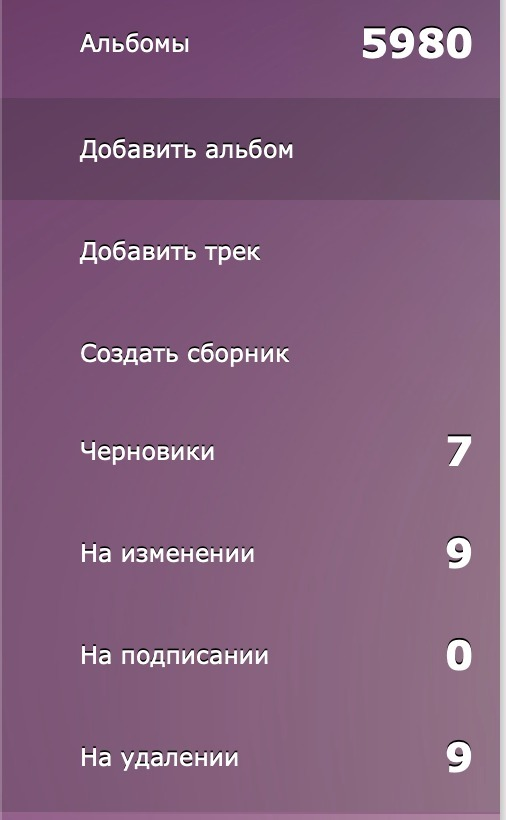 Альбомы 5980
Добавить альбом
Добавить трек
Создать сборник
Черновики 7
На изменении 9
На подписании 0
На удалении 9